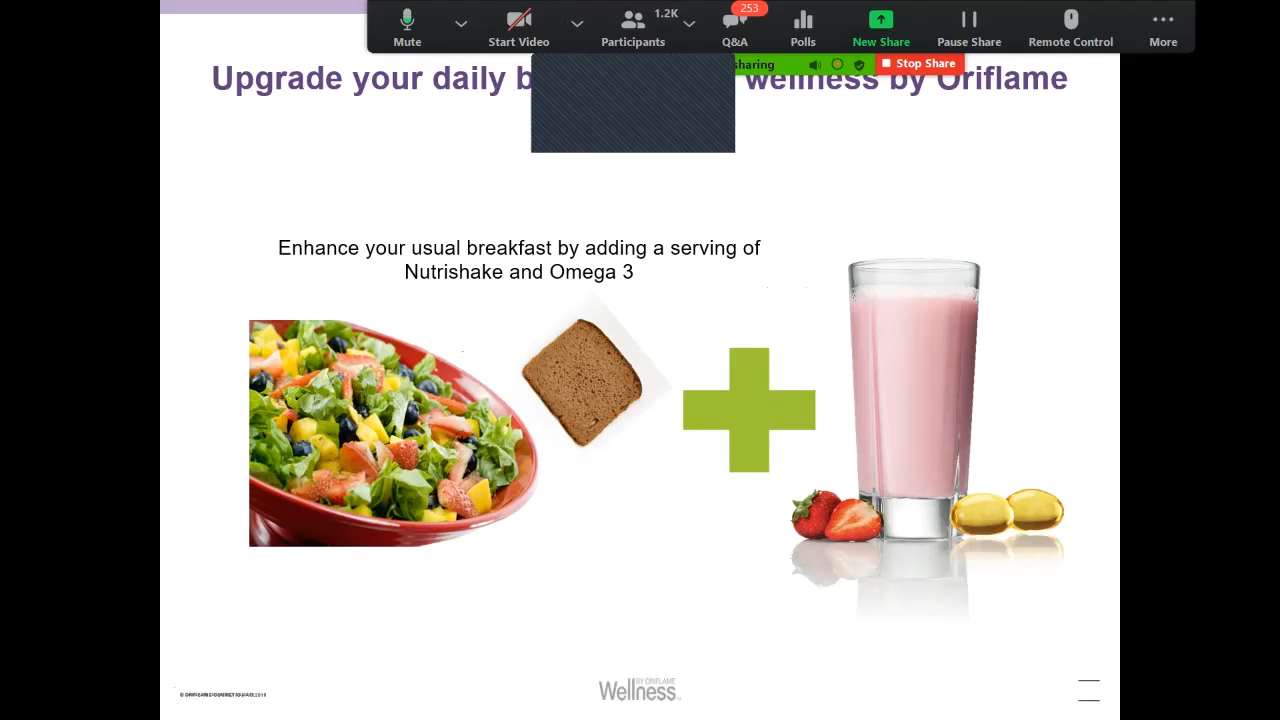 1.2K
253
Mute
Start Video
Participants
Q&A
Polls
New Share
Pause Share
Remote Control
More
sharing
Stop Share
Upgrade your daily b wellness by Oriflame
Enhance your usual breakfast by adding a serving of
Nutrishake and Omega 3
BY ORIFLAME
Wellness